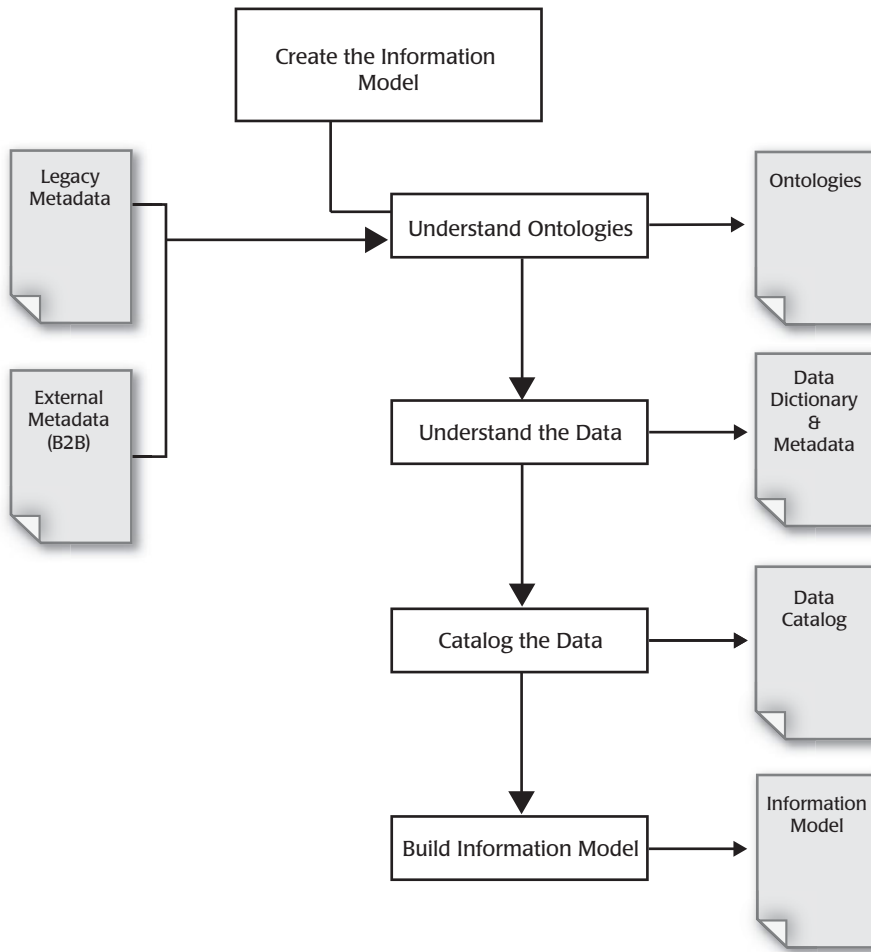 Create the Information
Model
Legacy
Metadata
Ontologies
Understand Ontologies
External
Metadata
(B2B)
Data
Dictionary
&
Metadata
Understand the Data
Data
Catalog
Catalog the Data
Information
Model
Build Information Model